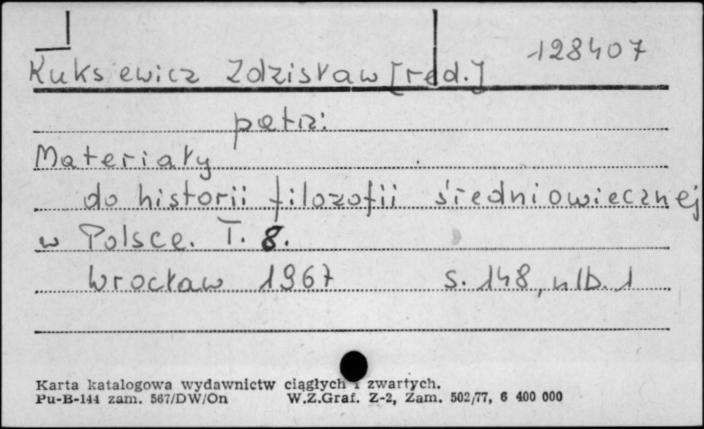 128407
Kuksewicz Zdzisław [red.]
patrz:
Materiały
do historii filozofii średniowiecznej
w Polsce. T. 8.
Wrocław 1967 s. 148, nlb. 1
Karta katalogowa wydawnictw ciągłych i zwartych.
Pu-B-144 zam. 567/DW/On W.Z.Graf. Z-2, Zam. 502/77, 6 400 000